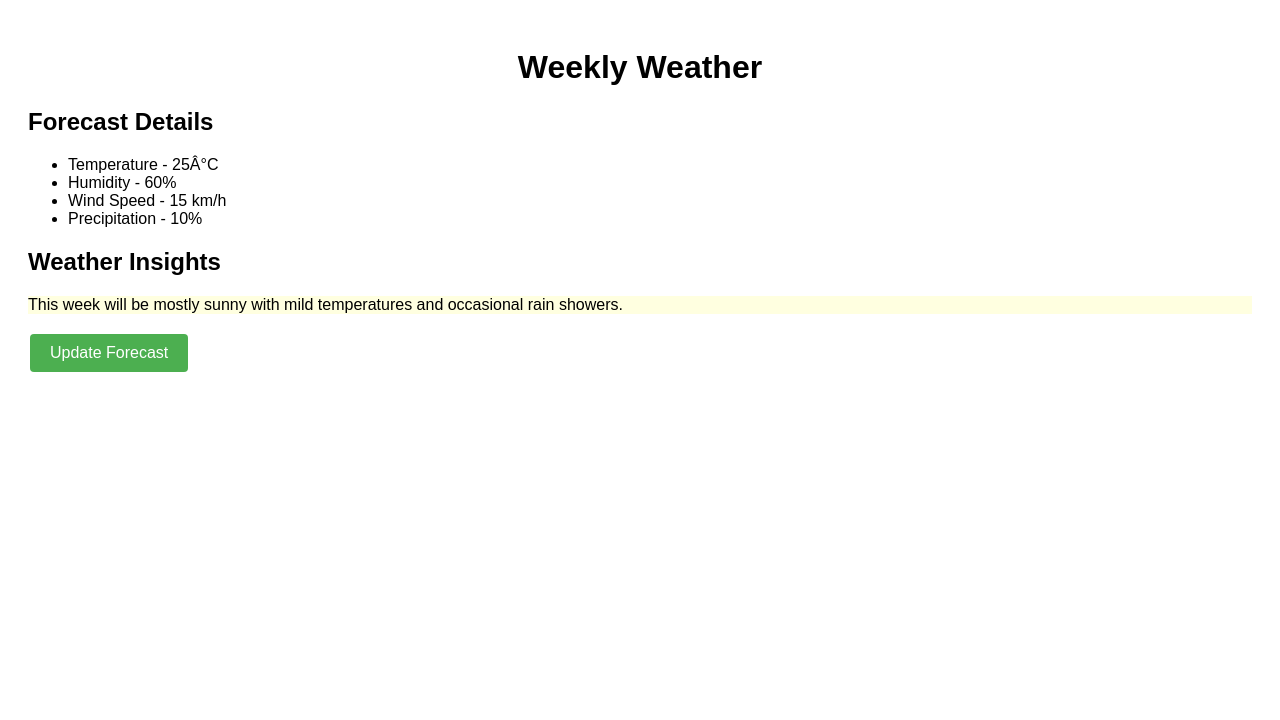 Weekly Weather
Forecast Details
Temperature - 25Â°C
Humidity - 60%
Wind Speed - 15 km/h
Precipitation - 10%
Weather Insights
This week will be mostly sunny with mild temperatures and occasional rain showers.
Update Forecast